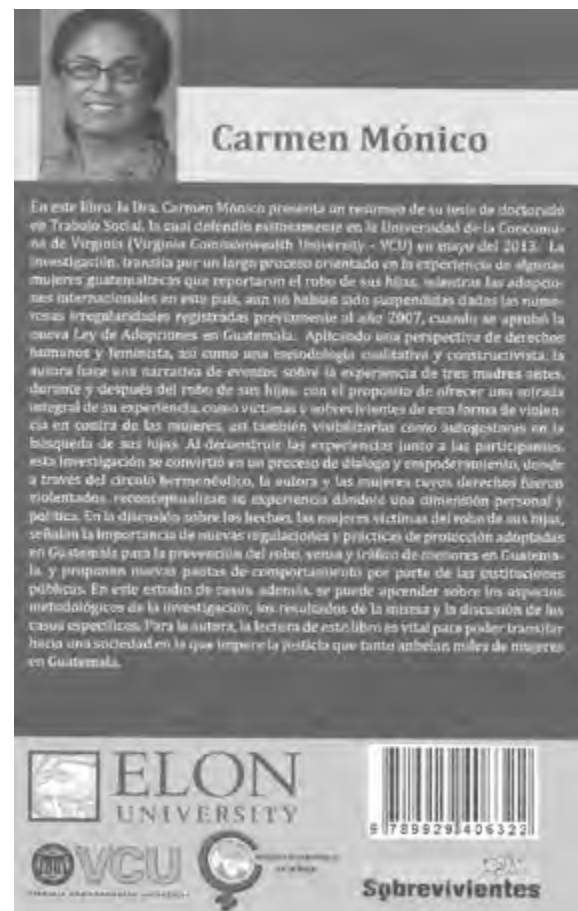 Carmen Mónico
En este libro, la Dra. Carmen Mónico presenta un resumen de su tesis de doctorado
en Trabajo Social, la cual defendió exitosamente en la Universidad de la Comunu-
dad de Virginia (Virginia Commonwealth University - VCU) en mayo del 2013. La
investigación, transita por un largo proceso orientado en la experiencia de algunas
mujeres guatemaltecas que reportaron el robo de sus hijas, mientras las adopcio-
nes internacionales en este país, aún no habían sido suspendidas dadas las nume-
rosas irregularidades registradas previamente al año 2007, cuando se aprobó la
nueva Ley de Adopciones en Guatemala. Aplicando una perspectiva de derechos
humanos y feminista, así como una metodología cualitativa y constructivista, la
autora hace una narrativa de eventos sobre la experiencia de tres madres antes,
durante y después del robo de sus hijas, con el propósito de ofrecer una mirada
integral de su experiencia, como víctimas y sobrevivientes de esta forma de violen-
cia en contra de las mujeres, así también visibilizarlas como autogestoras en la
búsqueda de sus hijas. Al deconstruir las experiencias junto a las participantes,
esta investigación se convirtió en un proceso de diálogo y empoderamiento, donde
a través del círculo hermenéutico, la autora y las mujeres cuyos derechos fueron
violentados, reconceptualizan su experiencia dándole una dimensión personal y
política. En la discusión sobre los hechos, las mujeres víctimas del robo de sus hijas,
señalan la importancia de nuevas regulaciones y prácticas de protección adoptadas
en Guatemala para la prevención del robo, venta y tráfico de menores en Guatema-
la, y proponen nuevas pautas de comportamiento por parte de las instituciones
públicas. En este estudio de casos, además, se puede aprender sobre los aspectos
metodológicos de la investigación, los resultados de la misma y la discusión de los
casos específicos. Para la autora, la lectura de este libro es vital para poder transitar
hacia una sociedad en la que impere la justicia que tanto anhelan miles de mujeres
en Guatemala.
ELON
UNIVERSITY
9 789929 406322
VCU
Sobrevivientes